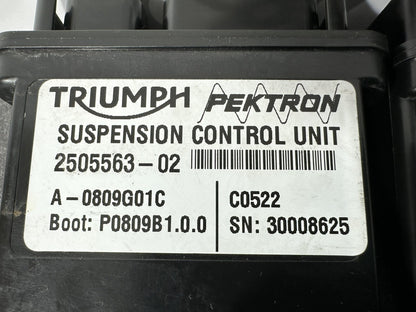 TRIUMPH PEKTRON
SUSPENSION CONTROL UNIT
2505563-02
A-0809G01C C0522
Boot: P0809B1.0.0 SN: 30008625